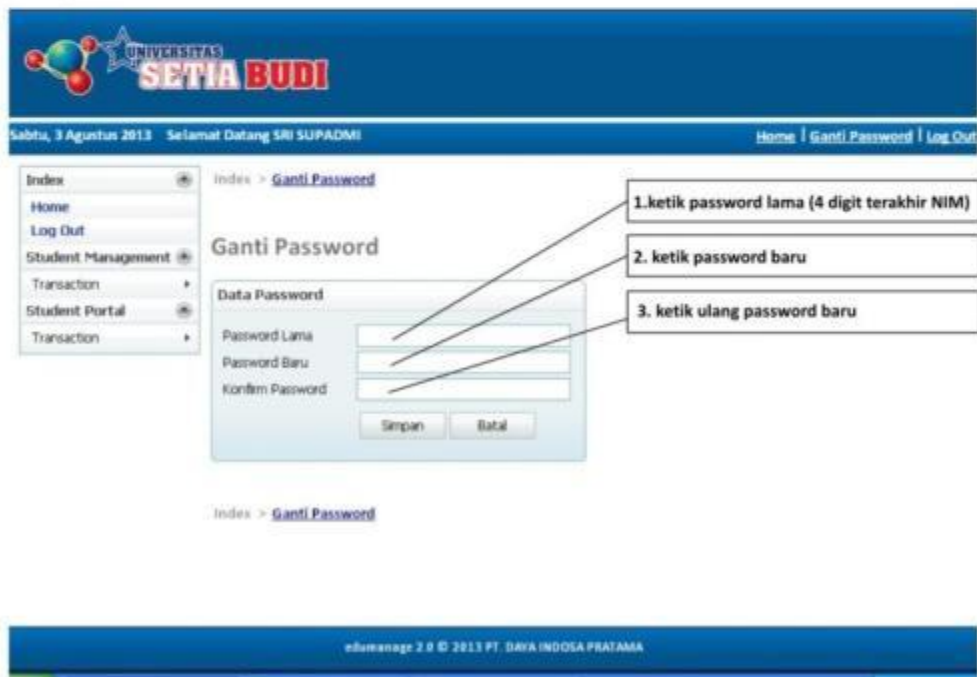 UNIVERSITAS
SETIA BUDI
Sabtu, 3 Agustus 2013 Selamat Datang SRI SUPADMI
Home | Ganti Password | Log Out
Index
Home
Log Out
Student Management
Transaction
Student Portal
Transaction
Index > Ganti Password
Ganti Password
Data Password
Password Lama
Password Baru
Konfirm Password
Simpan Batal
1.ketik password lama (4 digit terakhir NIM)
2. ketik password baru
3. ketik ulang password baru
Index > Ganti Password
edumanage 2.0 © 2013 PT. DAYA INDOSA PRATAMA